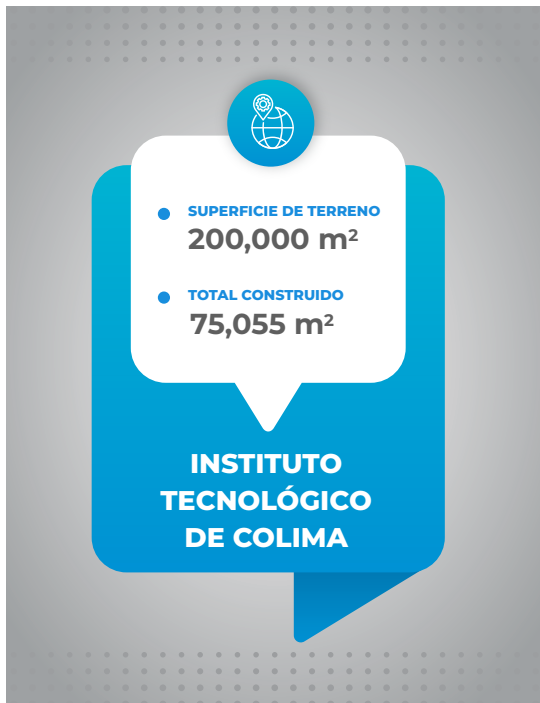 SUPERFICIE DE TERRENO
200,000 m²
TOTAL CONSTRUIDO
75,055 m²
INSTITUTO
TECNOLÓGICO
DE COLIMA